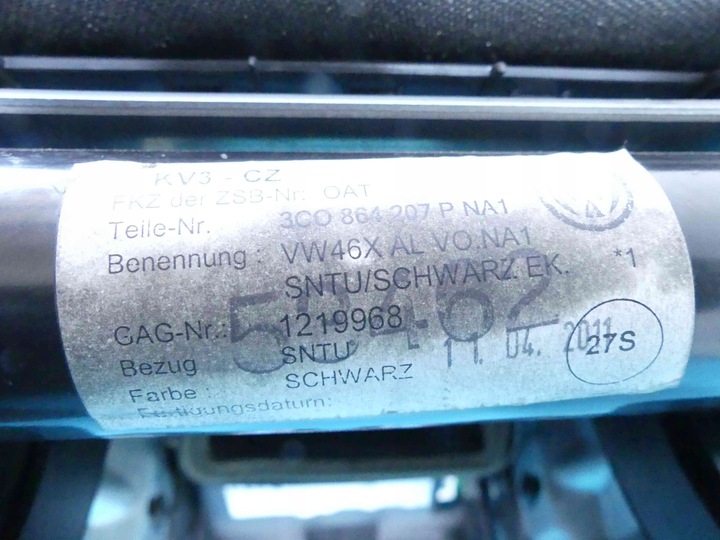 KV3 - CZ
FKZ der ZSB-Nr: OAT
Teile-Nr. 3C0 864 207 P NA1
Benennung : VW46X AL VO.NA1
SNTU/SCHWARZ EK. *1
GAG-Nr.: 1219968
Bezug SNTU 11. 04. 2011 27S
Farbe : SCHWARZ
Fertigungsdatum: